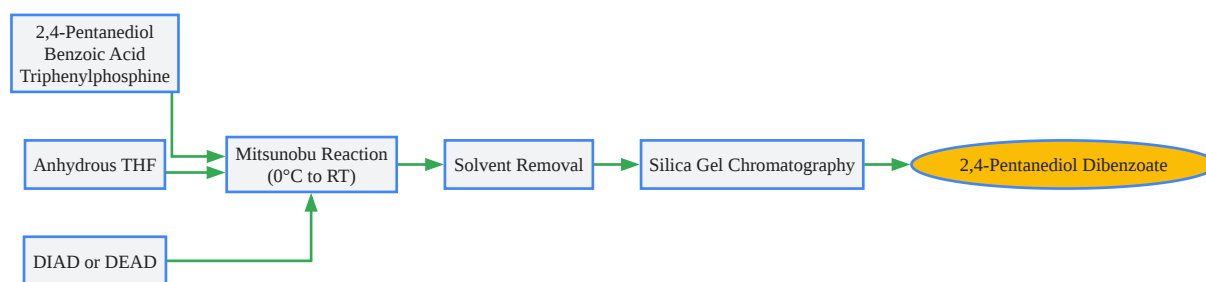 2,4-Pentanediol
Benzoic Acid
Triphenylphosphine
Anhydrous THF
Mitsunobu Reaction
(0°C to RT)
Solvent Removal
Silica Gel Chromatography
2,4-Pentanediol Dibenzoate
DIAD or DEAD